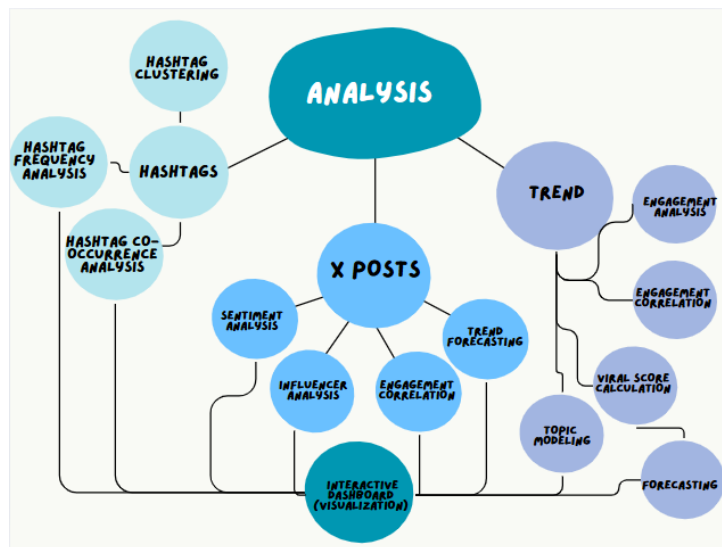 ANALYSIS
HASHTAG
CLUSTERING
HASHTAG
FREQUENCY
ANALYSIS
HASHTAGS
HASHTAG CO-
OCCURRENCE
ANALYSIS
X POSTS
SENTIMENT
ANALYSIS
INFLUENCER
ANALYSIS
ENGAGEMENT
CORRELATION
TREND
FORECASTING
TREND
ENGAGEMENT
ANALYSIS
ENGAGEMENT
CORRELATION
VIRAL SCORE
CALCULATION
TOPIC
MODELING
FORECASTING
INTERACTIVE
DASHBOARD
(VISUALIZATION)